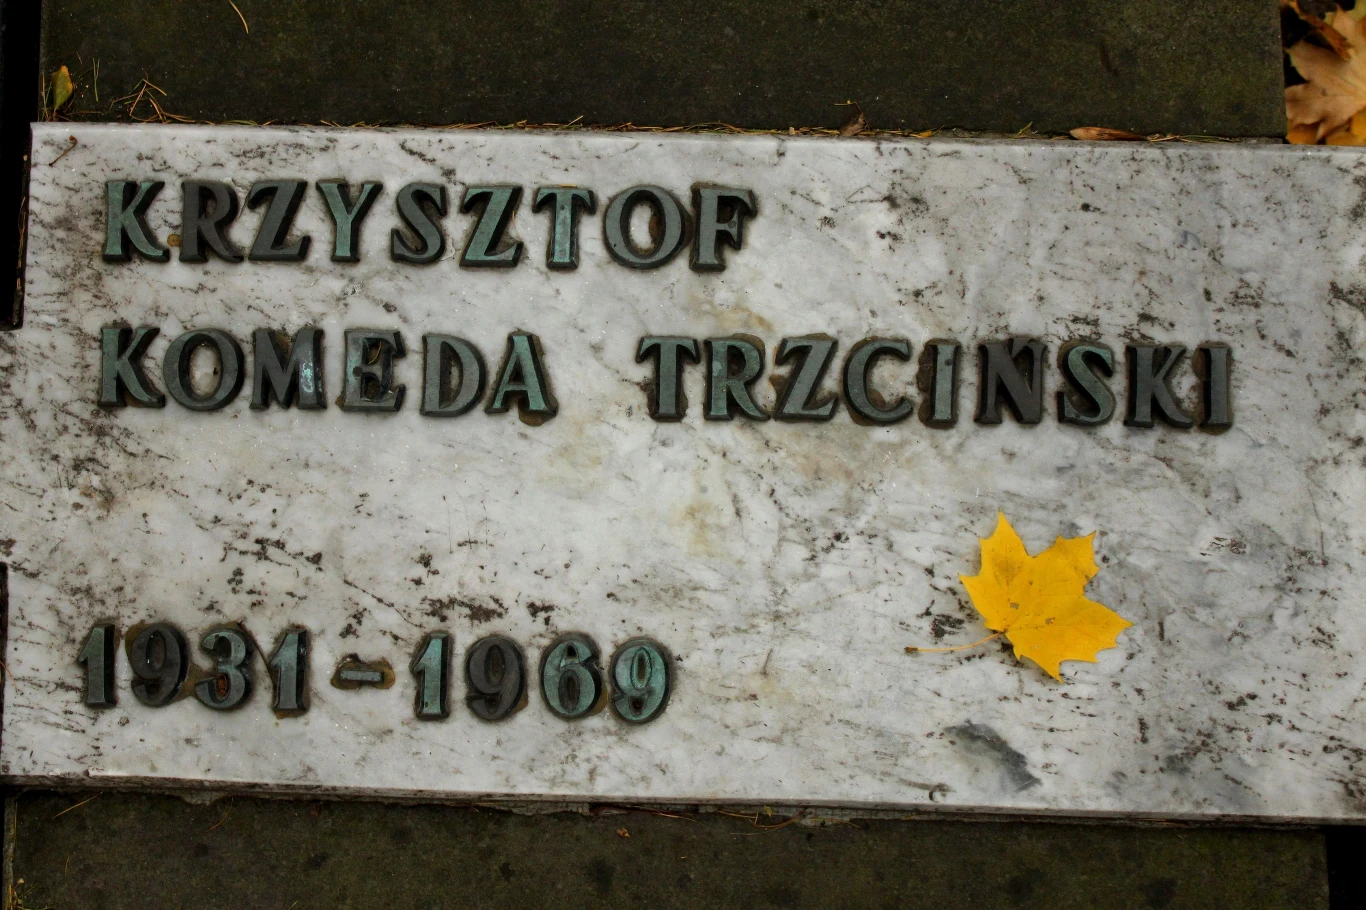 KRZYSZTOF
KOMEDA TRZCIŃSKI
1931-1969